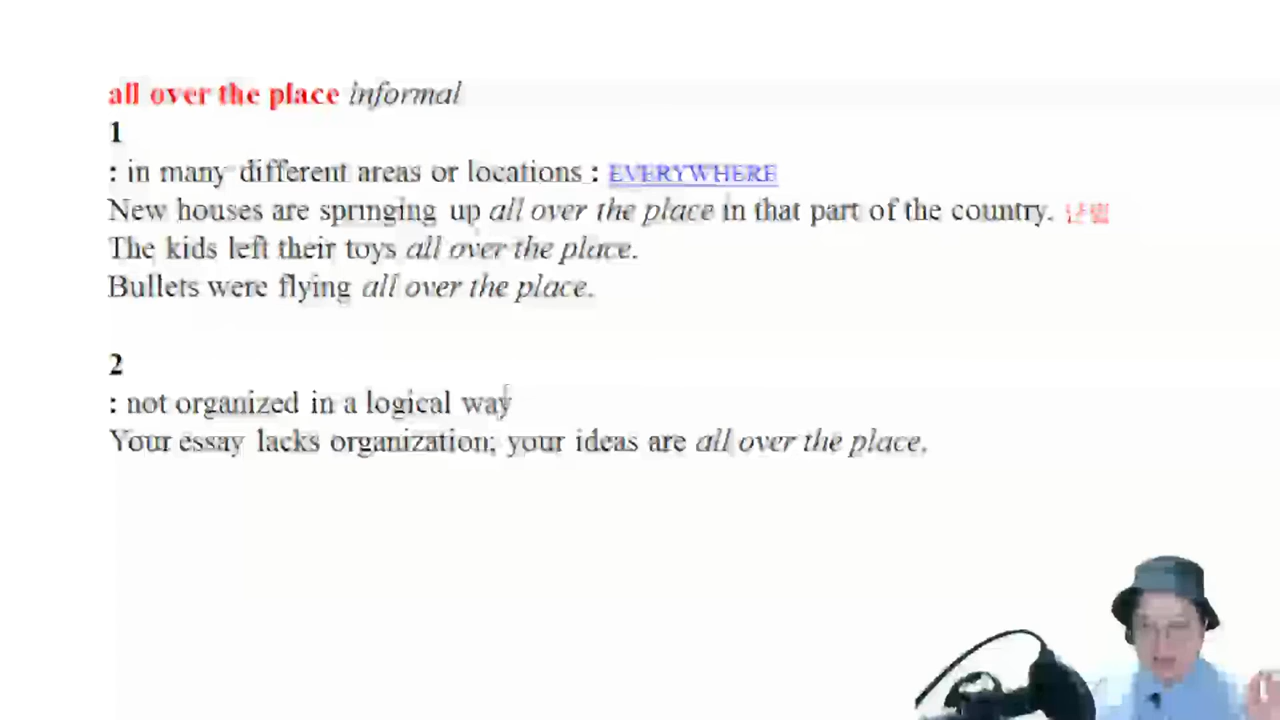 all over the place informal
1
: in many different areas or locations : EVERYWHERE
New houses are springing up all over the place in that part of the country. 난립
The kids left their toys all over the place.
Bullets were flying all over the place.
2
: not organized in a logical way
Your essay lacks organization; your ideas are all over the place.